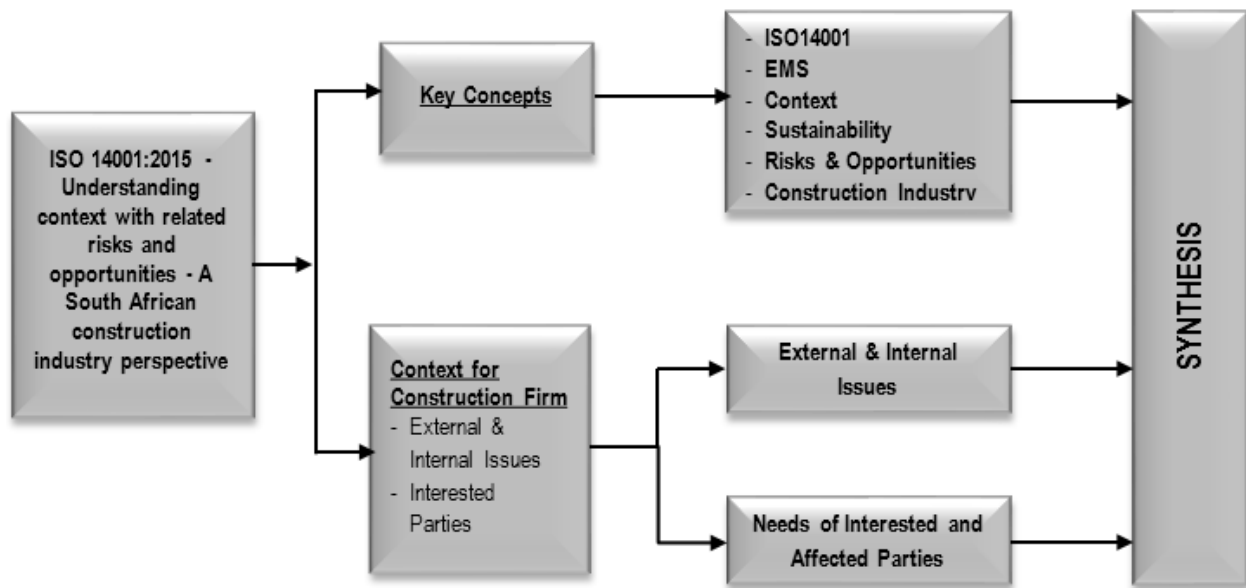 ISO 14001:2015 -
Understanding
context with related
risks and
opportunities - A
South African
construction
industry perspective
Key Concepts
- ISO14001
- EMS
- Context
- Sustainability
- Risks & Opportunities
- Construction Industry
Context for
Construction Firm
- External &
Internal Issues
- Interested
Parties
External & Internal
Issues
Needs of Interested and
Affected Parties
SYNTHESIS